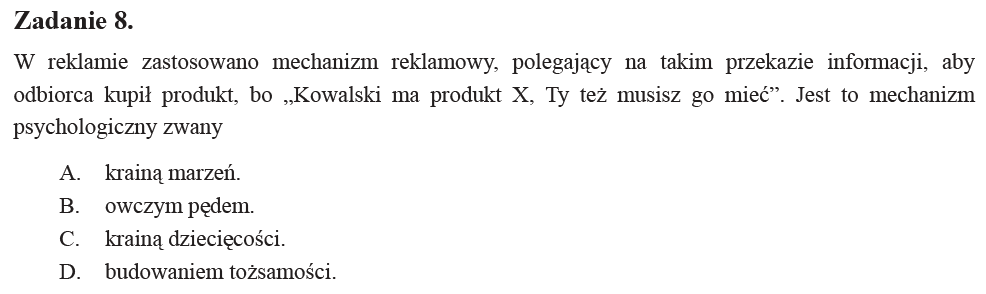 Zadanie 8.
W reklamie zastosowano mechanizm reklamowy, polegający na takim przekazie informacji, aby
odbiorca kupił produkt, bo „Kowalski ma produkt X, Ty też musisz go mieć”. Jest to mechanizm
psychologiczny zwany
A. krainą marzeń.
B. owczym pędem.
C. krainą dziecięcości.
D. budowaniem tożsamości.